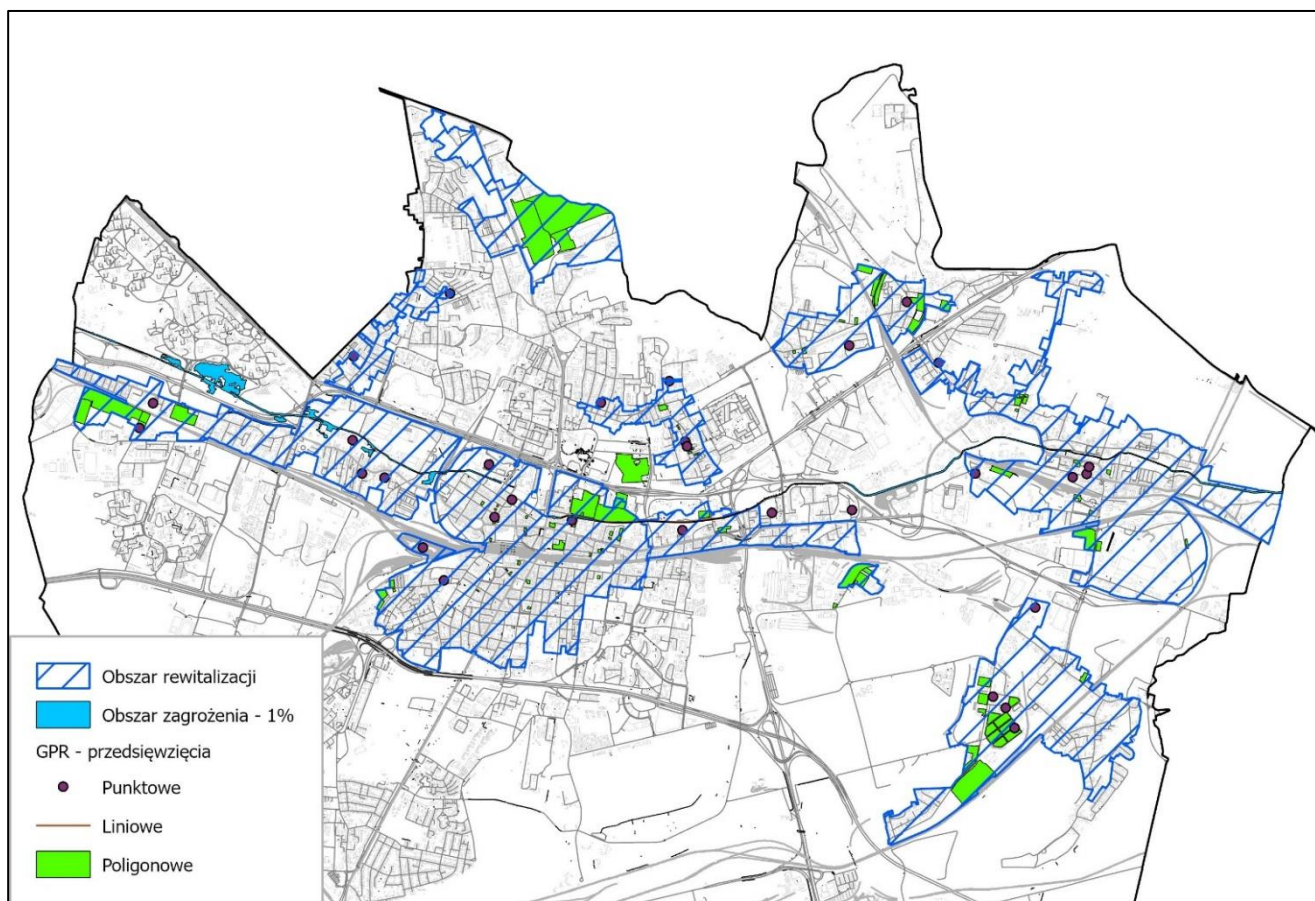 Obszar rewitalizacji
Obszar zagrożenia - 1%
GPR - przedsięwzięcia
Punktowe
Liniowe
Poligonowe